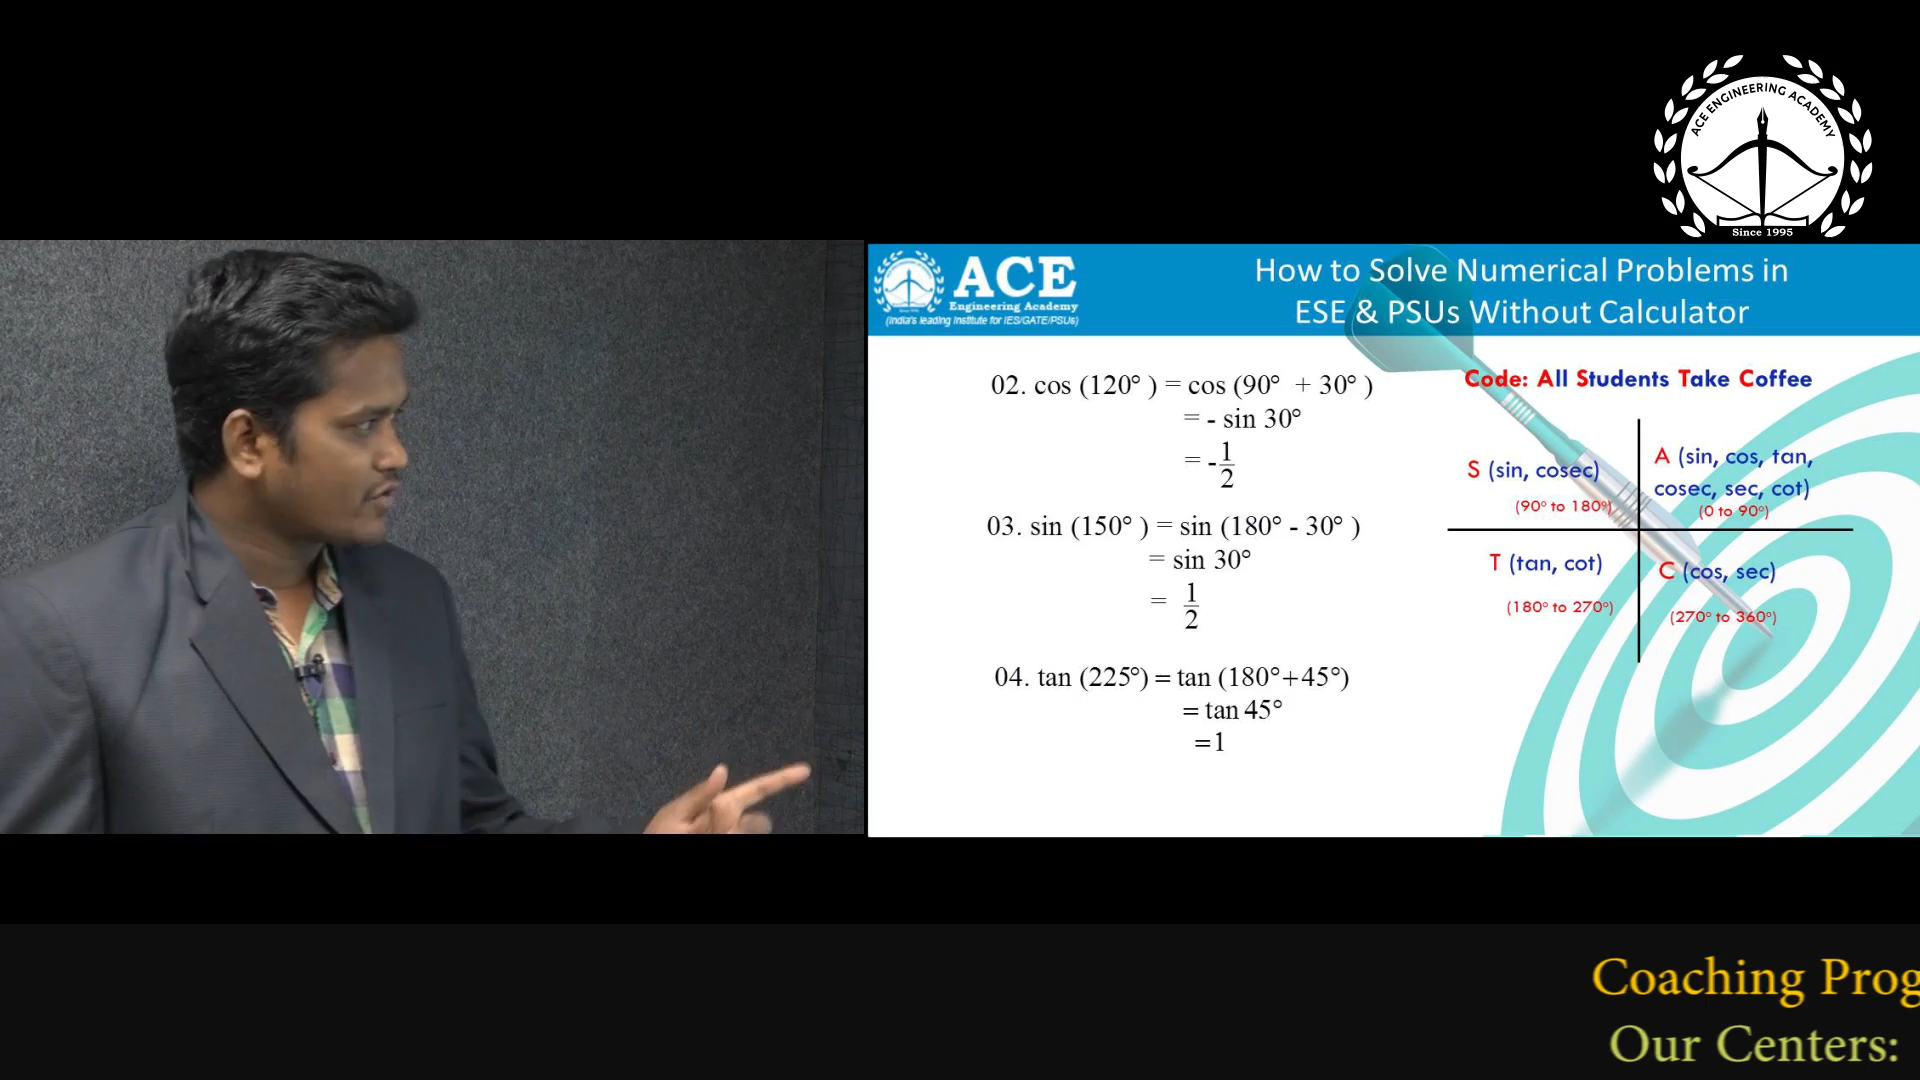 ACE ENGINEERING ACADEMY
Since 1995
ACE
Engineering Academy
(India's leading Institute for IES/GATE/PSUs)
How to Solve Numerical Problems in
ESE & PSUs Without Calculator
02. cos (120° ) = cos (90° + 30° )
= - sin 30°
= -1/2
03. sin (150° ) = sin (180° - 30° )
= sin 30°
= 1/2
04. tan (225°) = tan (180°+45°)
= tan 45°
=1
Code: All Students Take Coffee
S (sin, cosec)
(90° to 180°)
A (sin, cos, tan,
cosec, sec, cot)
(0 to 90°)
T (tan, cot)
(180° to 270°)
C (cos, sec)
(270° to 360°)
Coaching Prog
Our Centers: